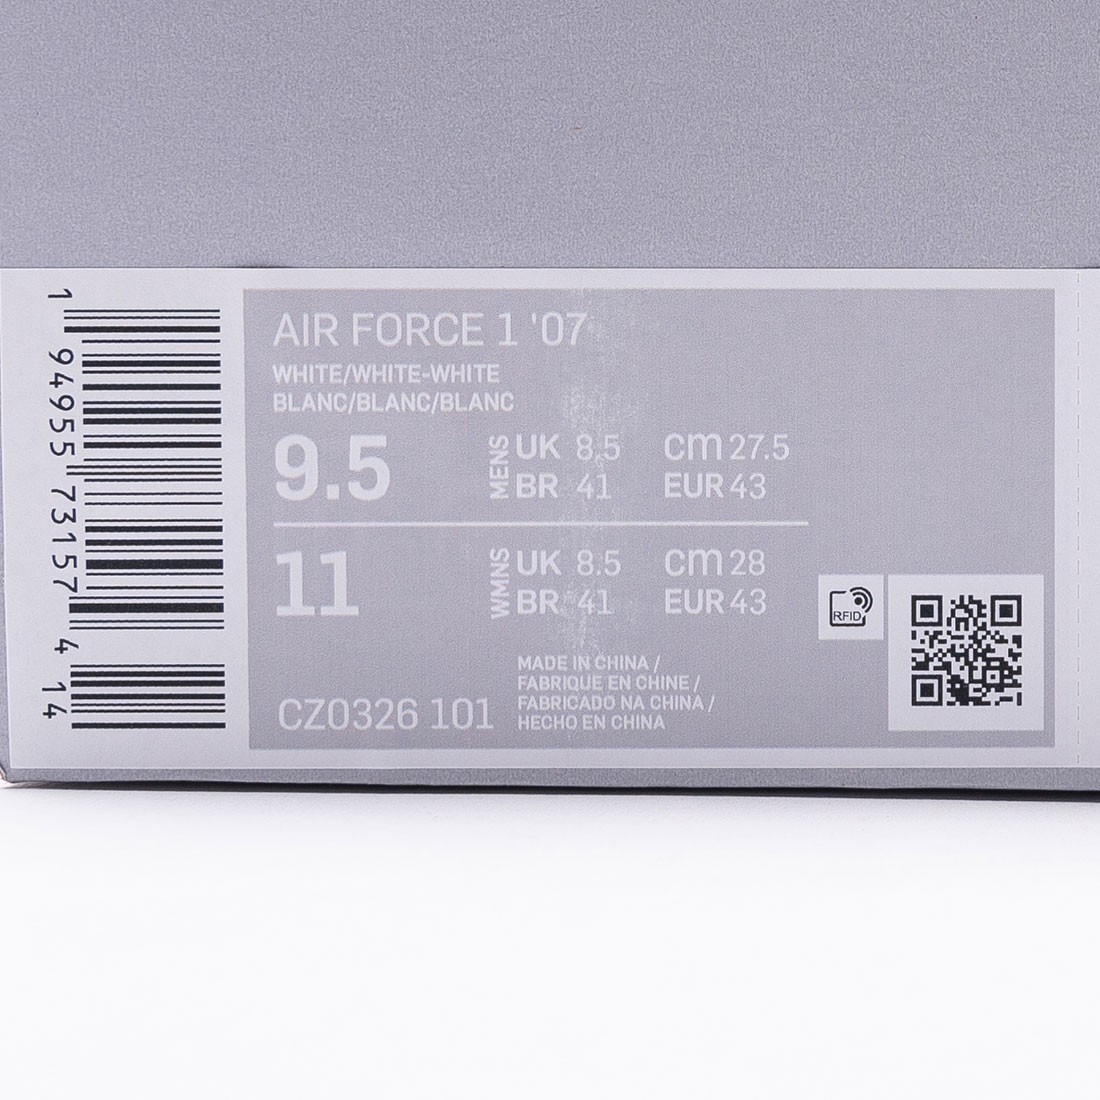 1 94955 73157 4 14
AIR FORCE 1 '07
WHITE/WHITE-WHITE
BLANC/BLANC/BLANC
9.5 MENS UK 8.5 cm 27.5
BR 41 EUR 43
11 WMNS UK 8.5 cm 28
BR 41 EUR 43
RFID
MADE IN CHINA /
FABRIQUE EN CHINE /
FABRICADO NA CHINA /
HECHO EN CHINA
CZ0326 101